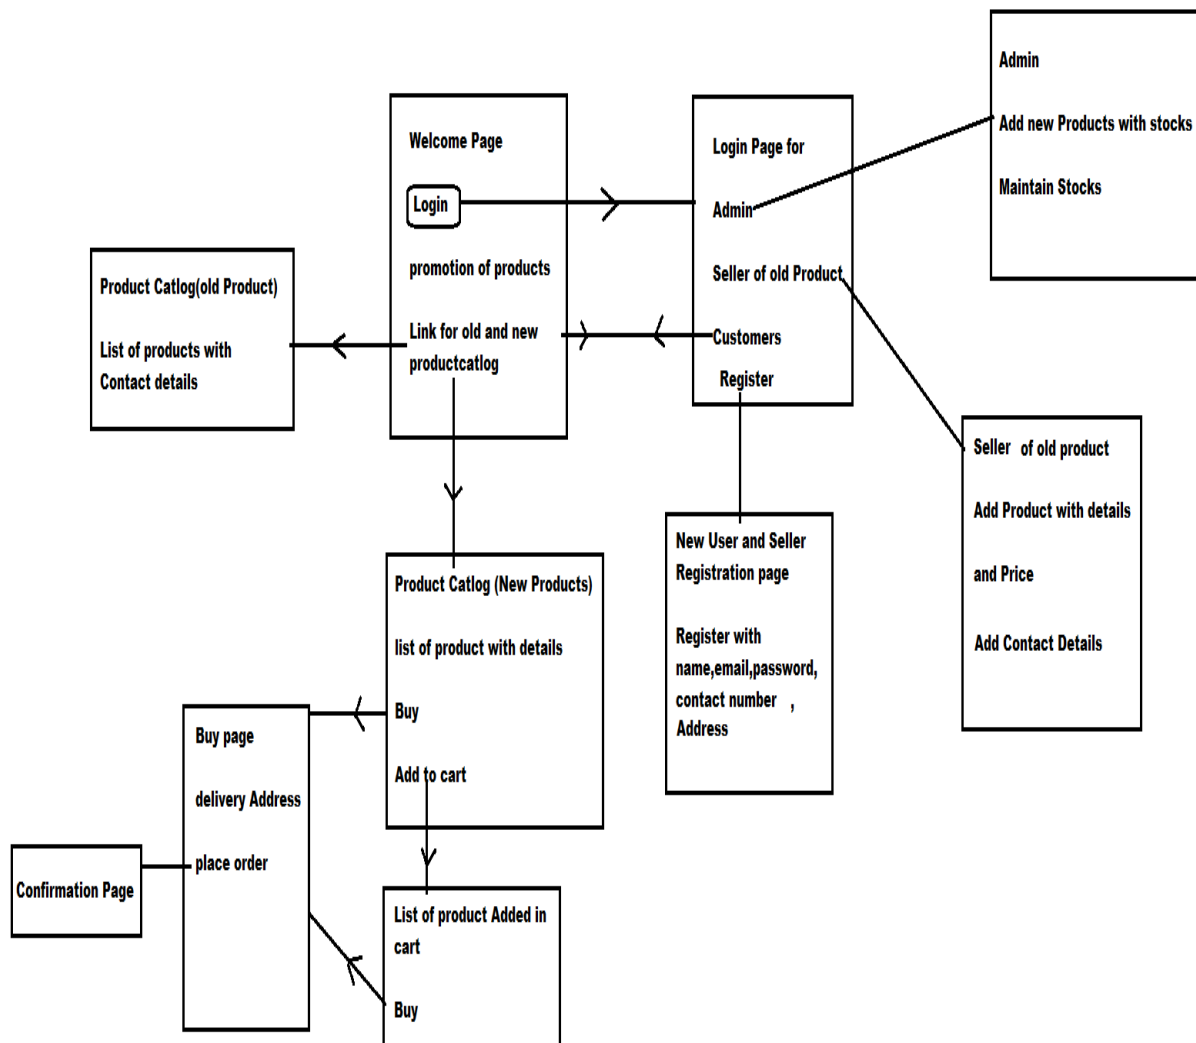 Welcome Page
Login
promotion of products
Link for old and new
productcatlog
Login Page for
Admin
Seller of old Product
Customers
Register
Admin
Add new Products with stocks
Maintain Stocks
Product Catlog(old Product)
List of products with
Contact details
Seller of old product
Add Product with details
and Price
Add Contact Details
New User and Seller
Registration page
Register with
name,email,password,
contact number ,
Address
Product Catlog (New Products)
list of product with details
Buy
Add to cart
Buy page
delivery Address
place order
Confirmation Page
List of product Added in
cart
Buy